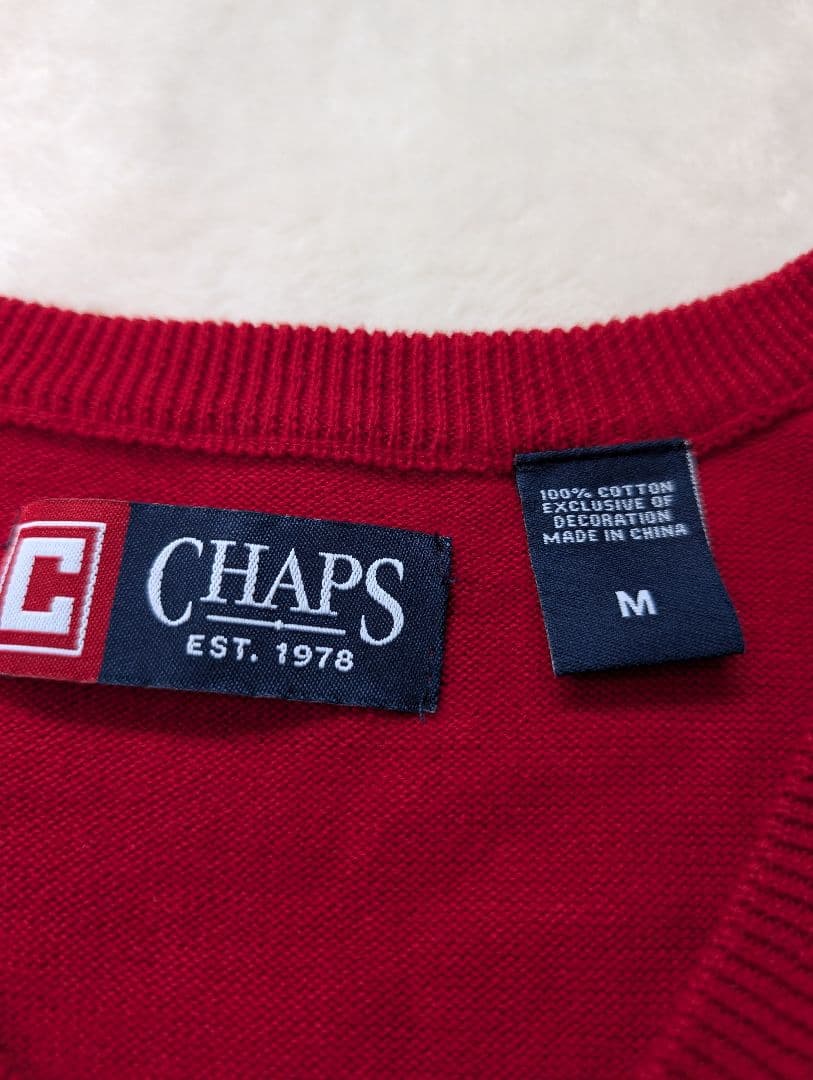 C
CHAPS
EST. 1978
100% COTTON
EXCLUSIVE OF
DECORATION
MADE IN CHINA
M